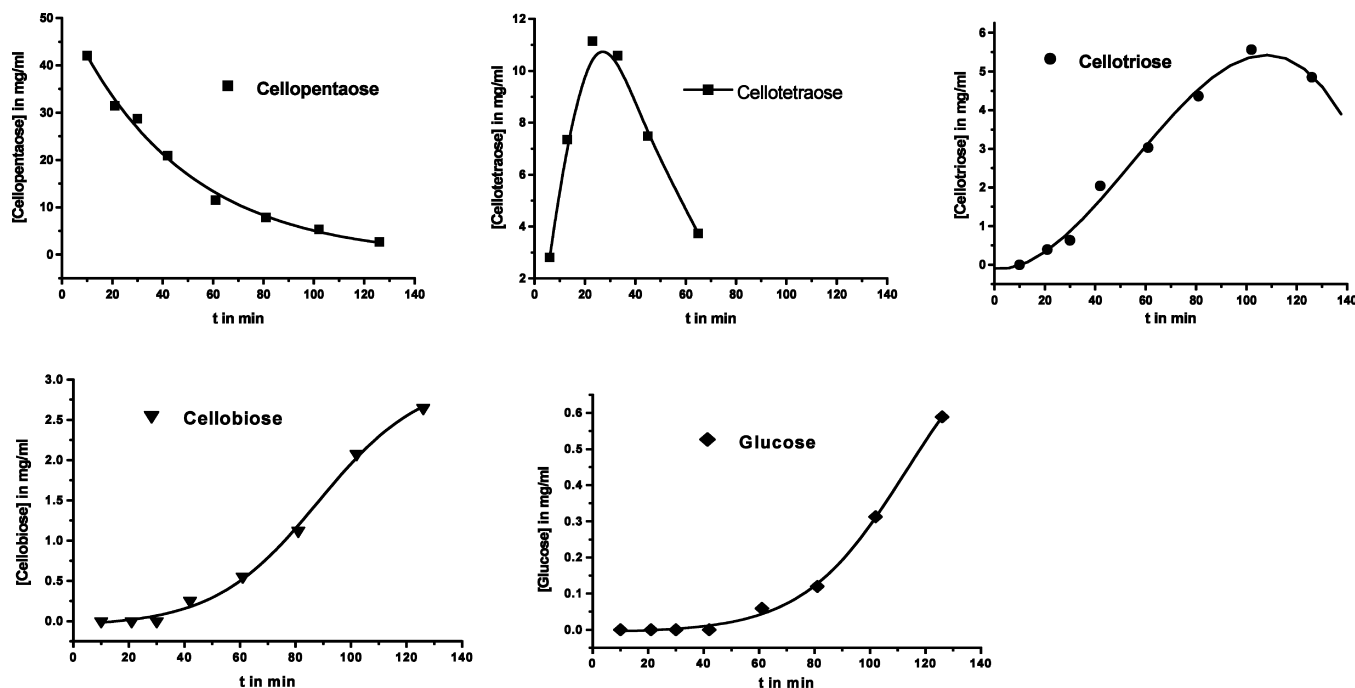 [Cellopentaose] in mg/ml
50
40
30
20
10
0
0 20 40 60 80 100 120 140
t in min
Cellopentaose
[Cellotetraose] in mg/ml
12
10
8
6
4
2
0 20 40 60 80 100 120 140
t in min
Cellotetraose
[Cellotriose] in mg/ml
6
5
4
3
2
1
0
0 20 40 60 80 100 120 140
t in min
Cellotriose
[Cellobiose] in mg/ml
3.0
2.5
2.0
1.5
1.0
0.5
0.0
0 20 40 60 80 100 120 140
t in min
Cellobiose
[Glucose] in mg/ml
0.6
0.5
0.4
0.3
0.2
0.1
0.0
0 20 40 60 80 100 120 140
t in min
Glucose